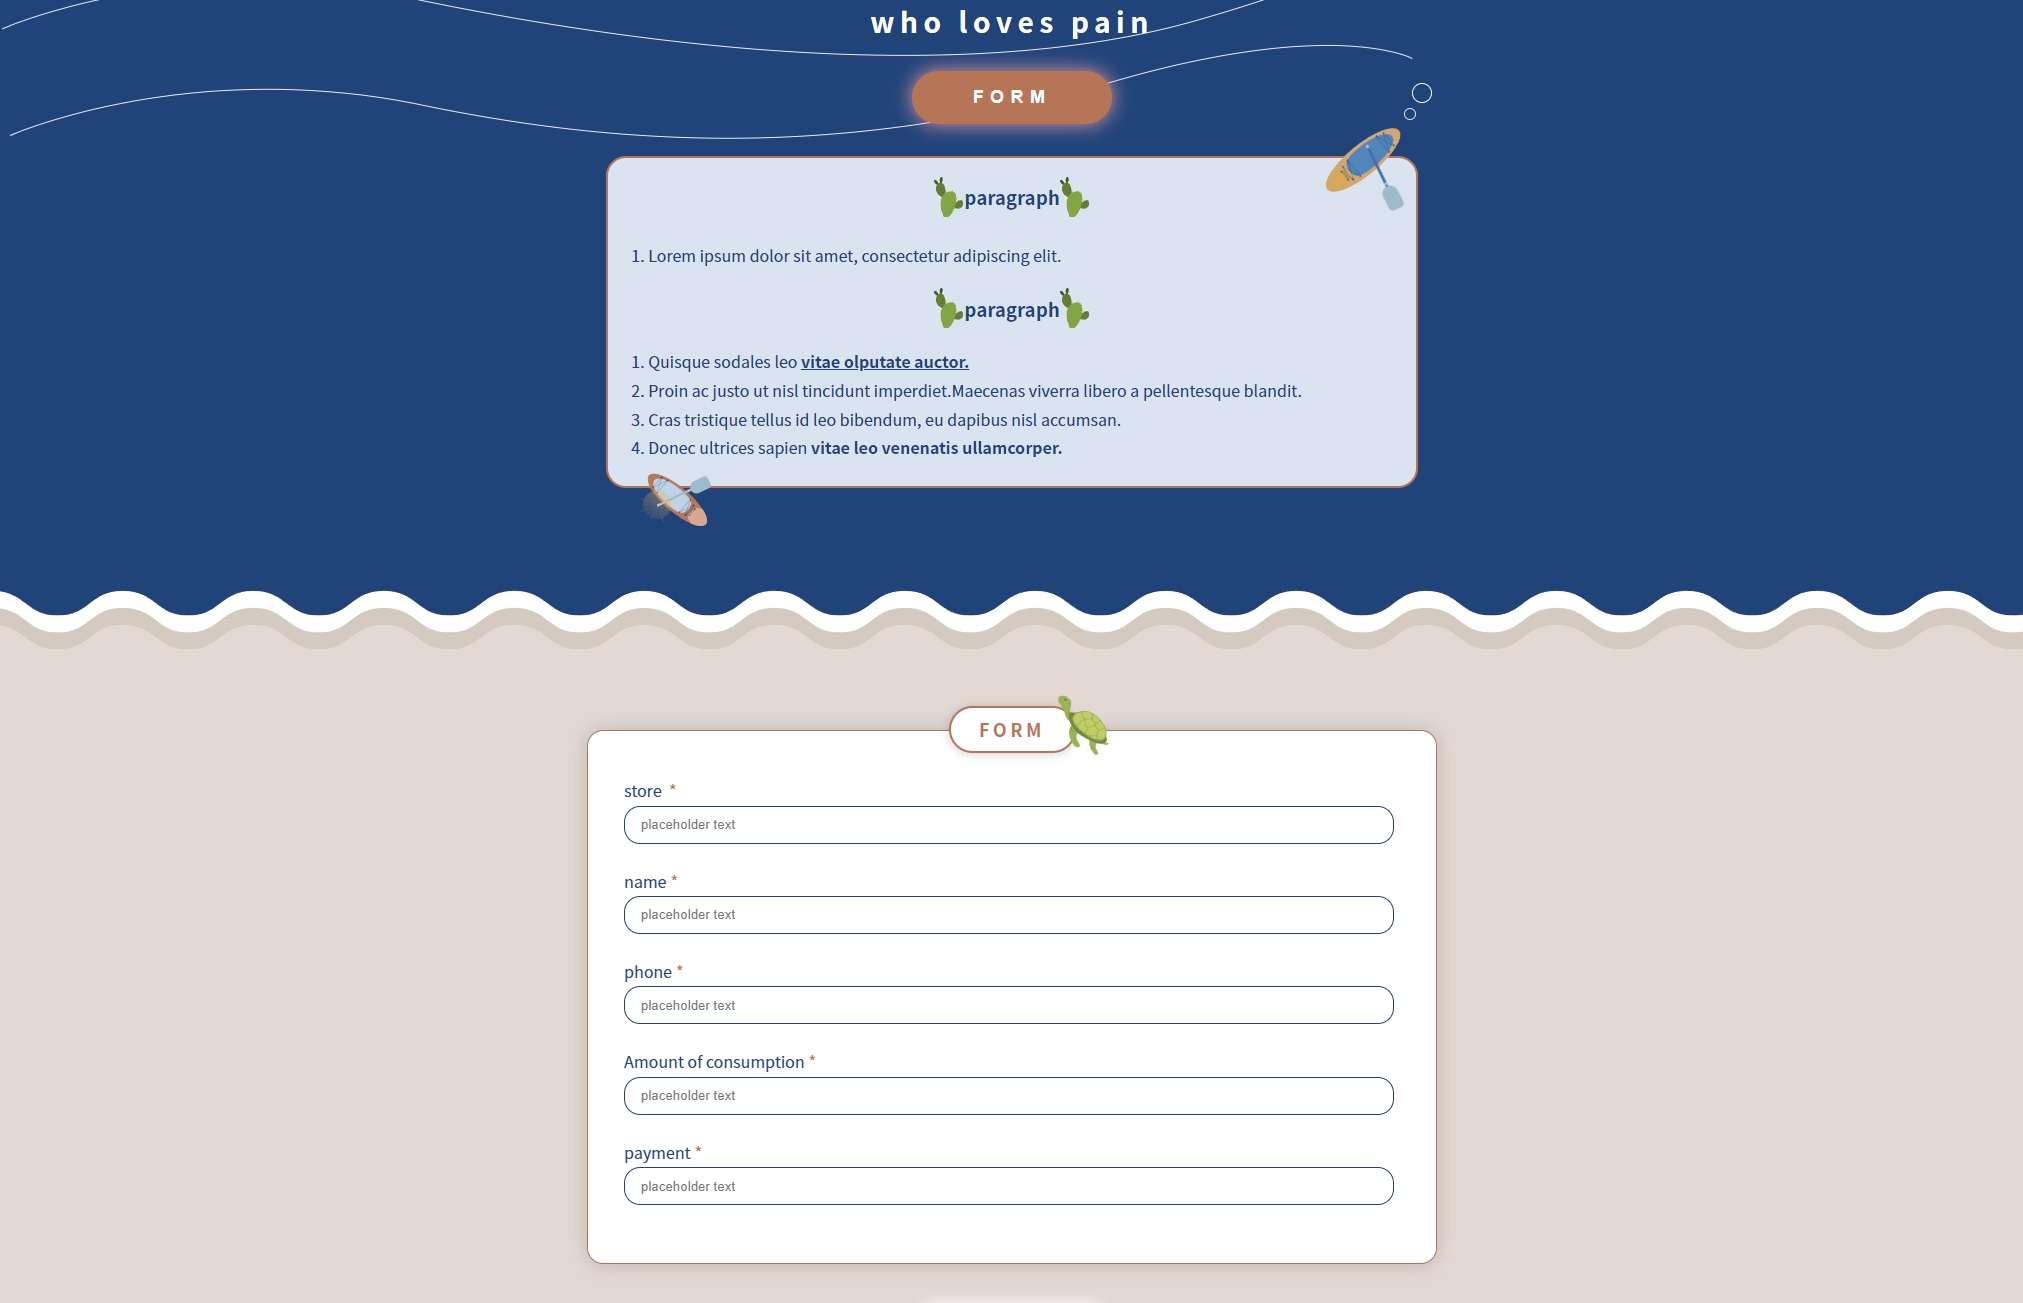 who loves pain
FORM
paragraph
1. Lorem ipsum dolor sit amet, consectetur adipiscing elit.
paragraph
1. Quisque sodales leo vitae olputate auctor.
2. Proin ac justo ut nisl tincidunt imperdiet.Maecenas viverra libero a pellentesque blandit.
3. Cras tristique tellus id leo bibendum, eu dapibus nisl accumsan.
4. Donec ultrices sapien vitae leo venenatis ullamcorper.
FORM
store *
placeholder text
name *
placeholder text
phone *
placeholder text
Amount of consumption *
placeholder text
payment *
placeholder text